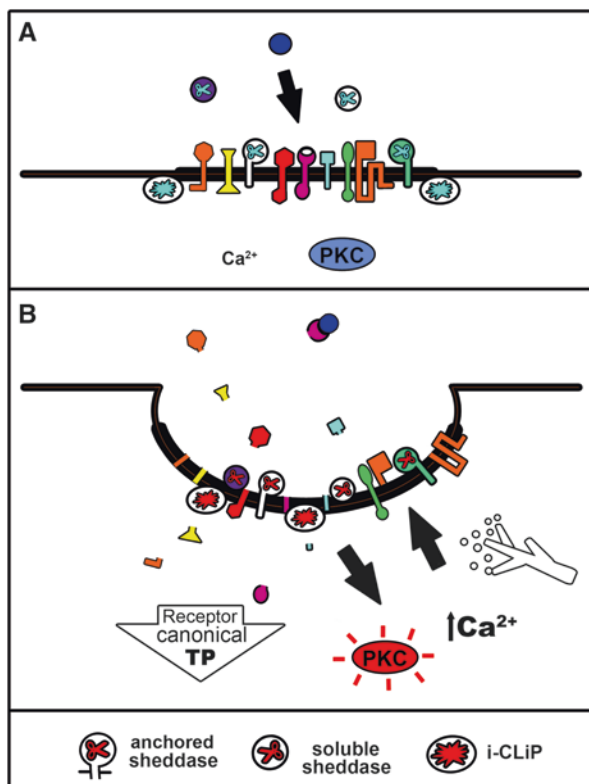 A
Ca²⁺
PKC
B
Receptor
canonical
TP
PKC
↑Ca²⁺
anchored
sheddase
soluble
sheddase
i-CLiP